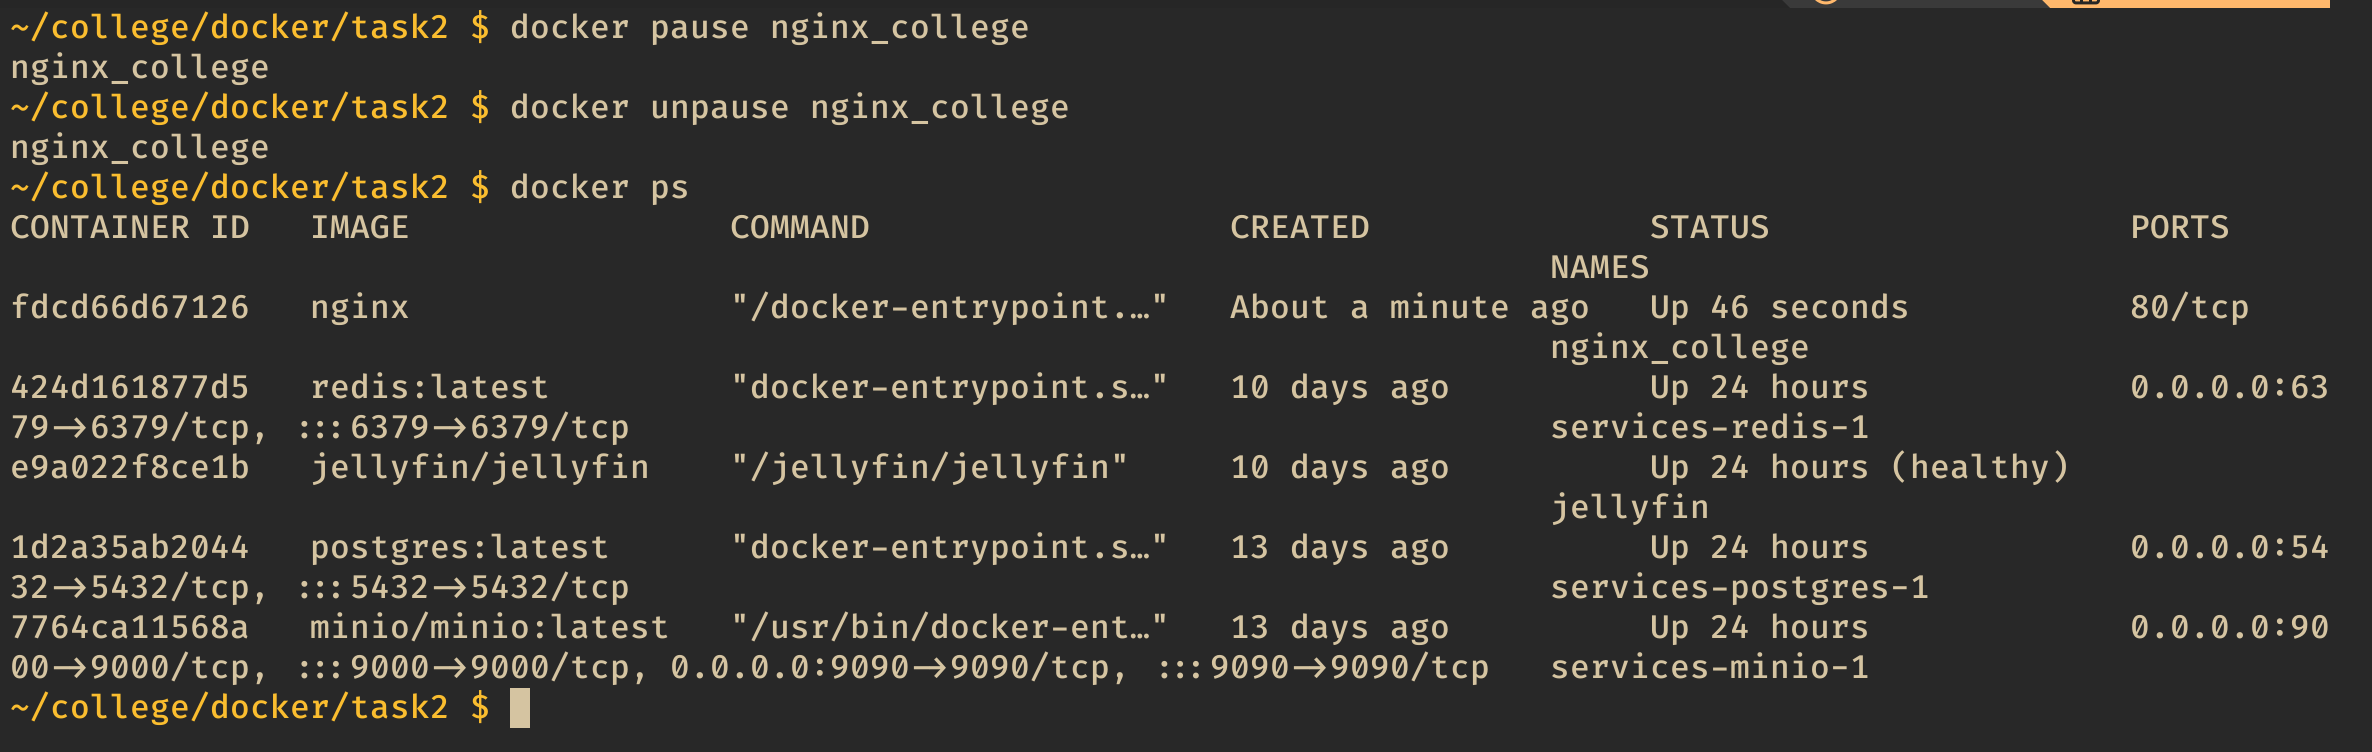 ~/college/docker/task2 $ docker pause nginx_college
nginx_college
~/college/docker/task2 $ docker unpause nginx_college
nginx_college
~/college/docker/task2 $ docker ps
CONTAINER ID   IMAGE                COMMAND                  CREATED              STATUS                  PORTS
                                                                             NAMES
fdcd66d67126   nginx                "/docker-entrypoint.…"   About a minute ago   Up 46 seconds           80/tcp
                                                                             nginx_college
424d161877d5   redis:latest         "docker-entrypoint.s…"   10 days ago          Up 24 hours             0.0.0.0:63
79->6379/tcp, :::6379->6379/tcp                                              services-redis-1
e9a022f8ce1b   jellyfin/jellyfin    "/jellyfin/jellyfin"     10 days ago          Up 24 hours (healthy)
                                                                             jellyfin
1d2a35ab2044   postgres:latest      "docker-entrypoint.s…"   13 days ago          Up 24 hours             0.0.0.0:54
32->5432/tcp, :::5432->5432/tcp                                              services-postgres-1
7764ca11568a   minio/minio:latest   "/usr/bin/docker-ent…"   13 days ago          Up 24 hours             0.0.0.0:90
00->9000/tcp, :::9000->9000/tcp, 0.0.0.0:9090->9090/tcp, :::9090->9090/tcp   services-minio-1
~/college/docker/task2 $